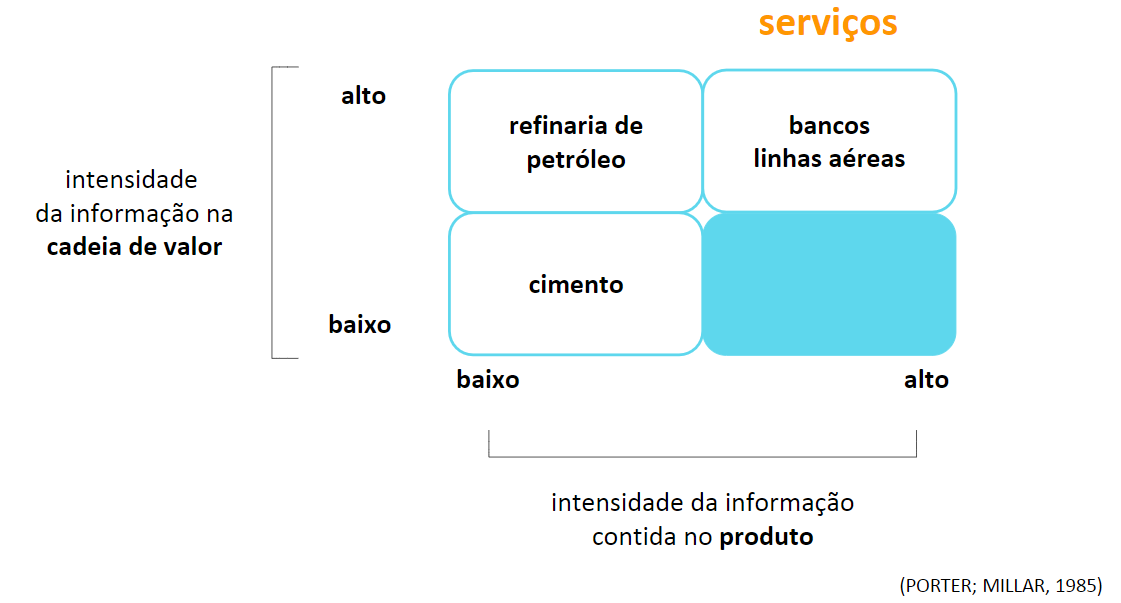 serviços
alto
refinaria de
petróleo
bancos
linhas aéreas
intensidade
da informação na
cadeia de valor
cimento
baixo
baixo
alto
intensidade da informação
contida no produto
(PORTER; MILLAR, 1985)